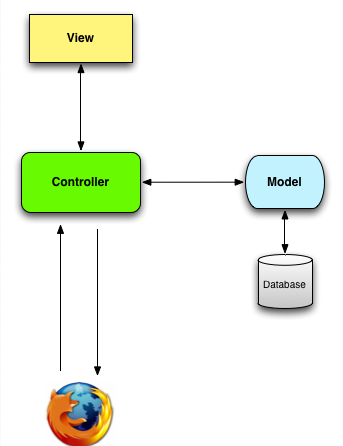 View
Controller
Model
Database